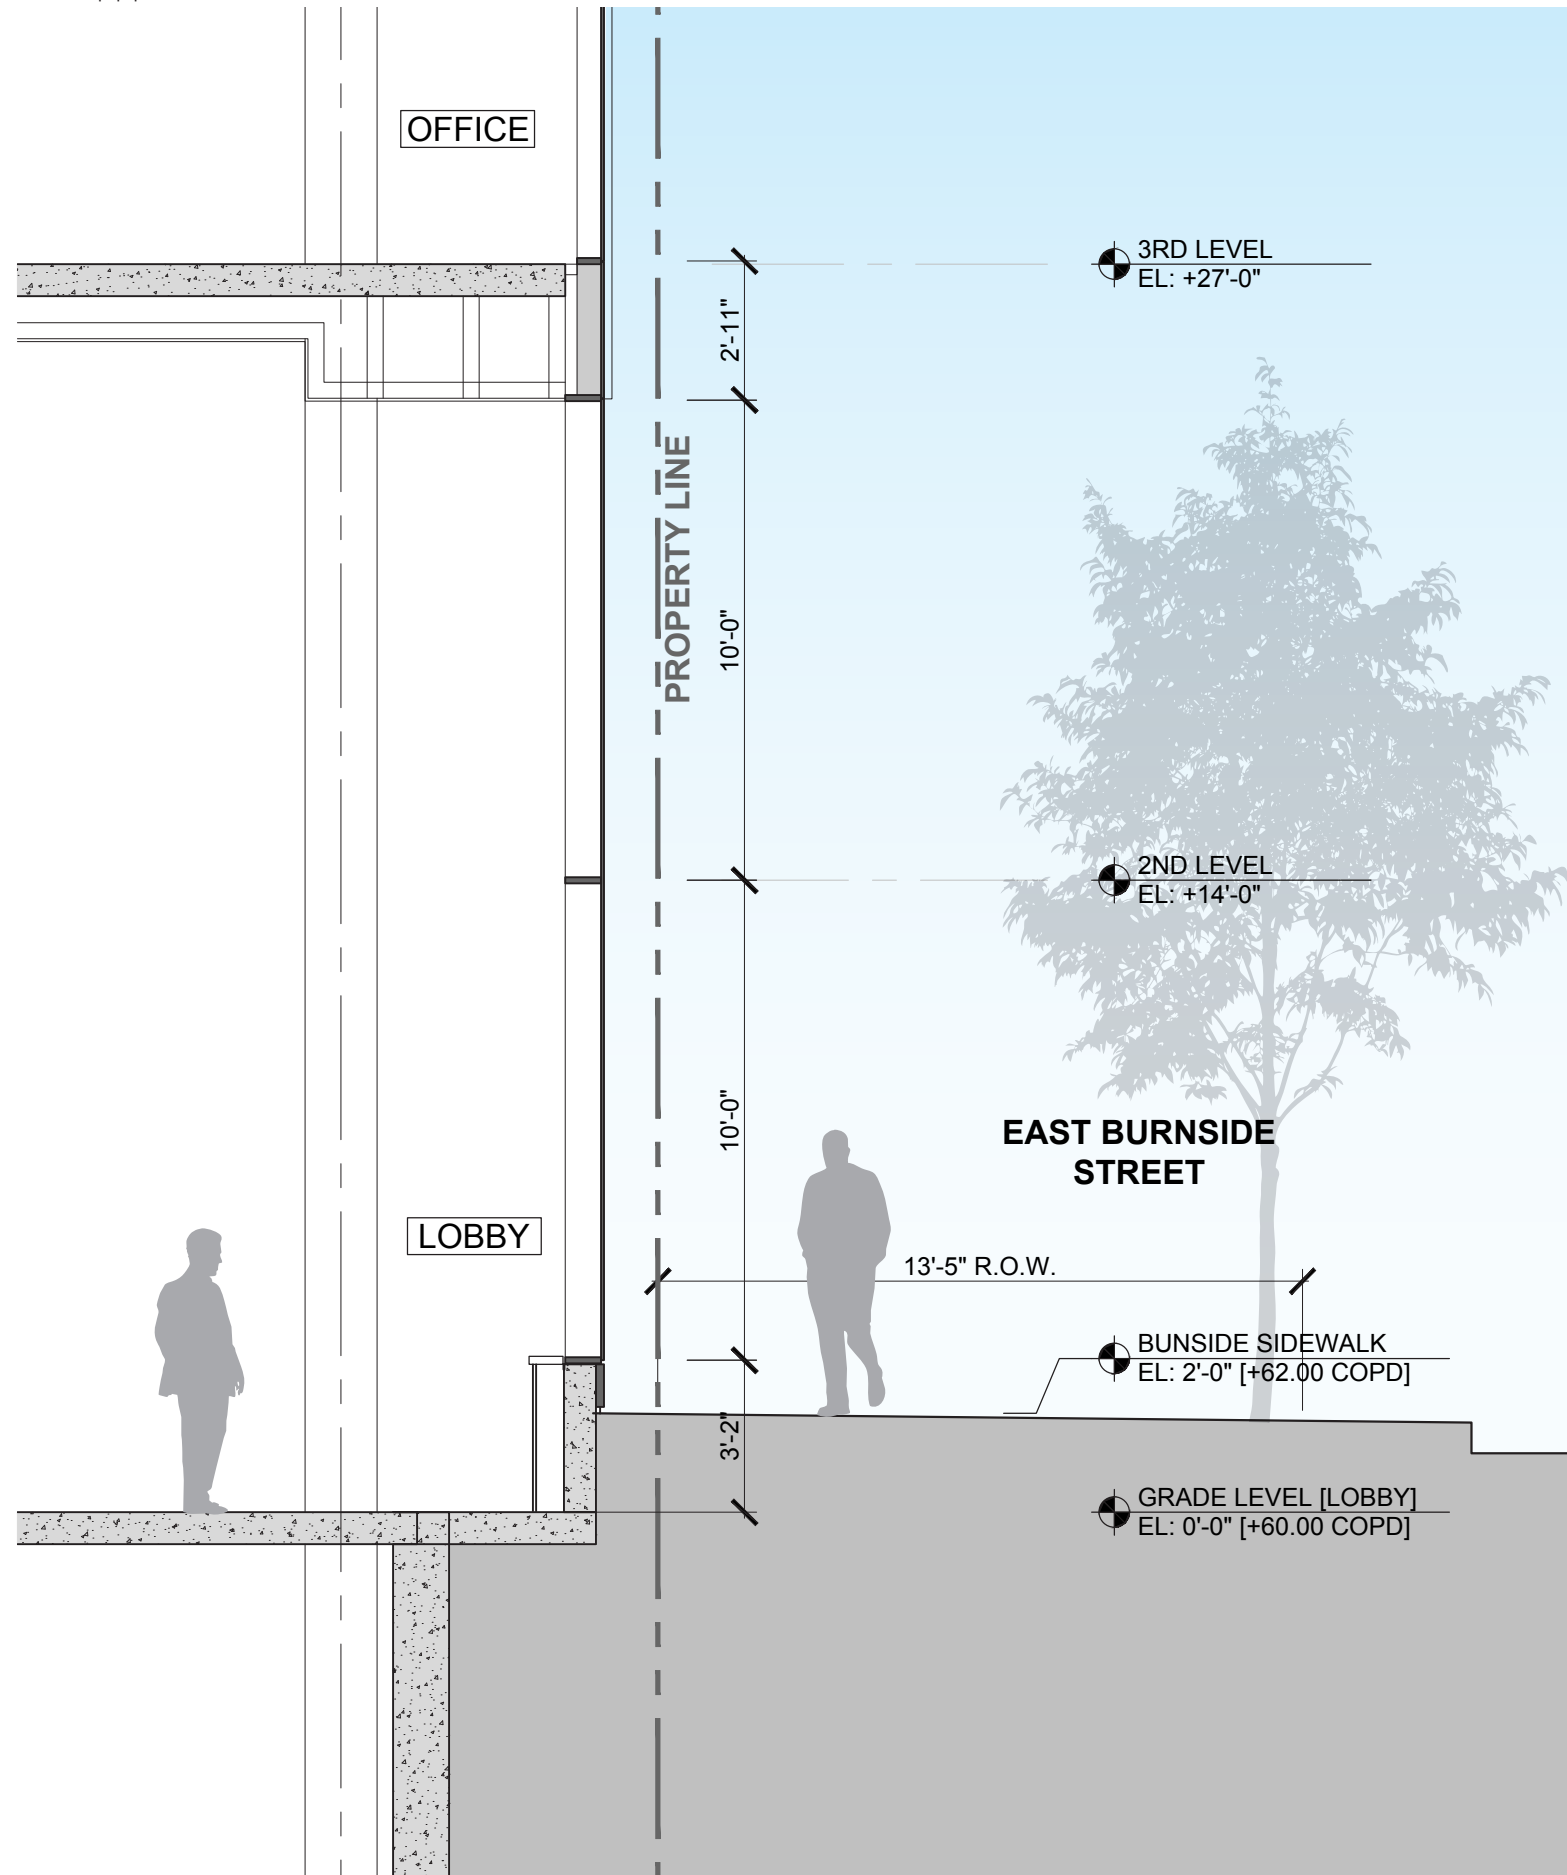 OFFICE
3RD LEVEL
EL: +27'-0"
2'-11"
PROPERTY LINE
10'-0"
2ND LEVEL
EL: +14'-0"
10'-0"
EAST BURNSIDE
STREET
LOBBY
13'-5" R.O.W.
BUNSIDE SIDEWALK
EL: 2'-0" [+62.00 COPD]
3'-2"
GRADE LEVEL [LOBBY]
EL: 0'-0" [+60.00 COPD]